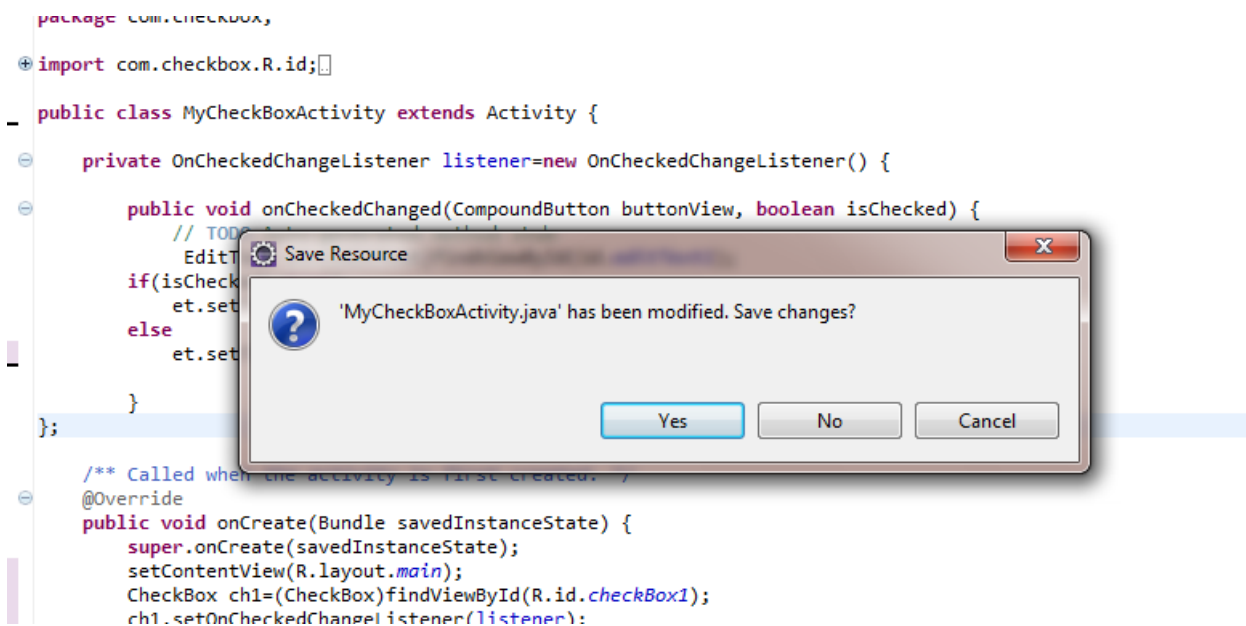 package com.checkbox;
import com.checkbox.R.id;
public class MyCheckBoxActivity extends Activity {
private OnCheckedChangeListener listener=new OnCheckedChangeListener() {
public void onCheckedChanged(CompoundButton buttonView, boolean isChecked) {
// TODO
EditT
if(isCheck
et.set
else
et.set
}
};
Save Resource
'MyCheckBoxActivity.java' has been modified. Save changes?
Yes No Cancel
/** Called when the activity is first created. */
@Override
public void onCreate(Bundle savedInstanceState) {
super.onCreate(savedInstanceState);
setContentView(R.layout.main);
CheckBox ch1=(CheckBox)findViewById(R.id.checkBox1);
ch1.setOnCheckedChangeListener(listener);